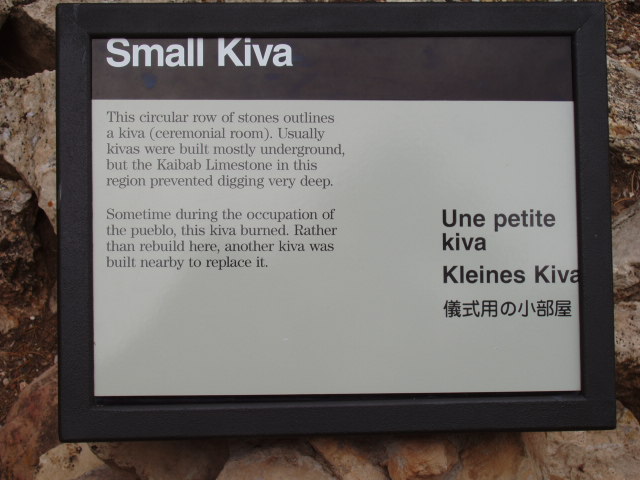 Small Kiva
This circular row of stones outlines
a kiva (ceremonial room). Usually
kivas were built mostly underground,
but the Kaibab Limestone in this
region prevented digging very deep.
Sometime during the occupation of
the pueblo, this kiva burned. Rather
than rebuild here, another kiva was
built nearby to replace it.
Une petite
kiva
Kleines Kiva
儀式用の小部屋